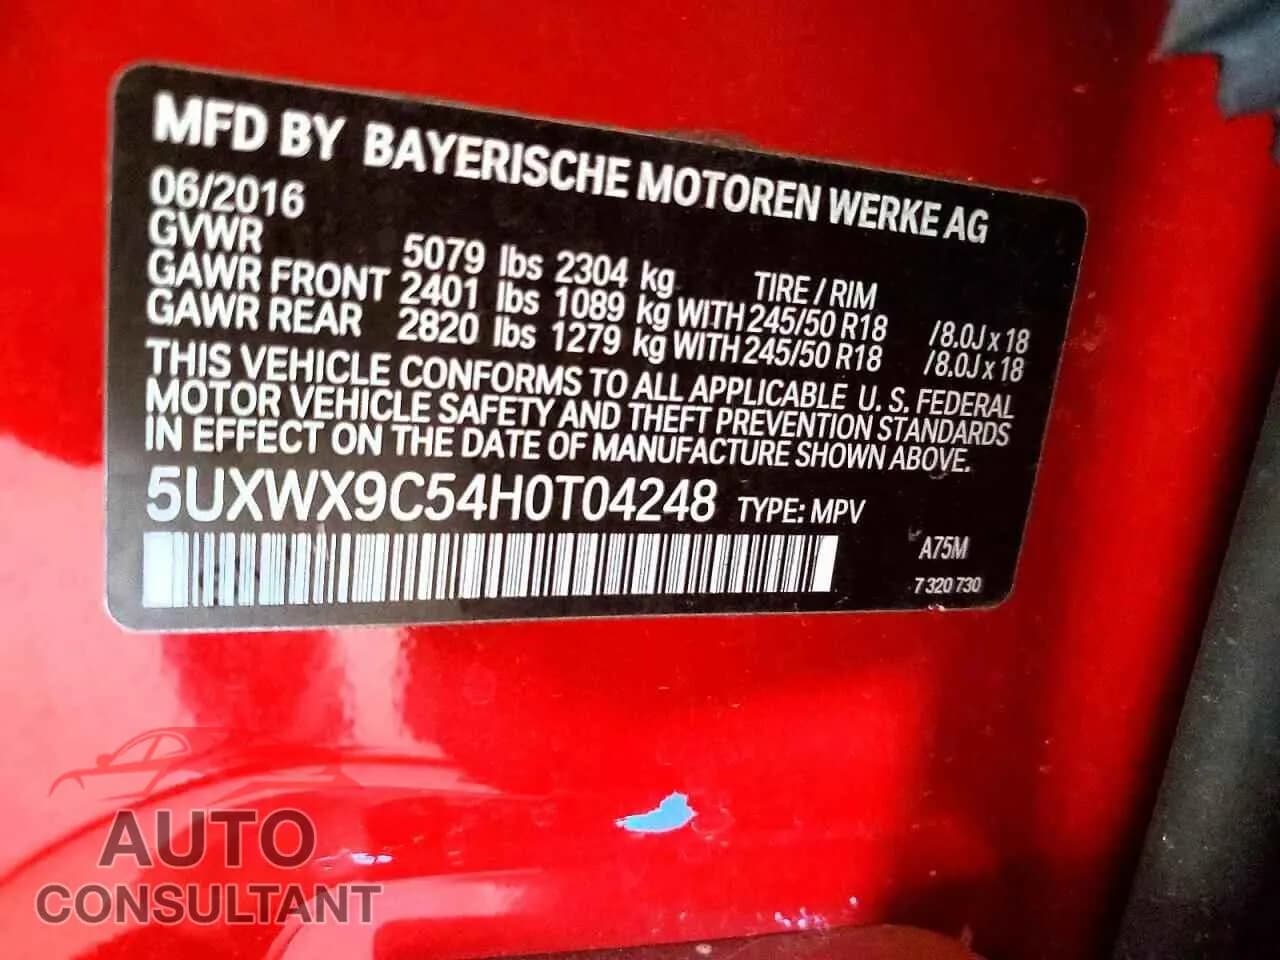 MFD BY BAYERISCHE MOTOREN WERKE AG
06/2016
GVWR 5079 lbs 2304 kg TIRE / RIM
GAWR FRONT 2401 lbs 1089 kg WITH 245/50 R18 /8.0J x 18
GAWR REAR 2820 lbs 1279 kg WITH 245/50 R18 /8.0J x 18
THIS VEHICLE CONFORMS TO ALL APPLICABLE U. S. FEDERAL
MOTOR VEHICLE SAFETY AND THEFT PREVENTION STANDARDS
IN EFFECT ON THE DATE OF MANUFACTURE SHOWN ABOVE.
5UXWX9C54H0T04248 TYPE: MPV
A75M
7 320 730
AUTO
CONSULTANT